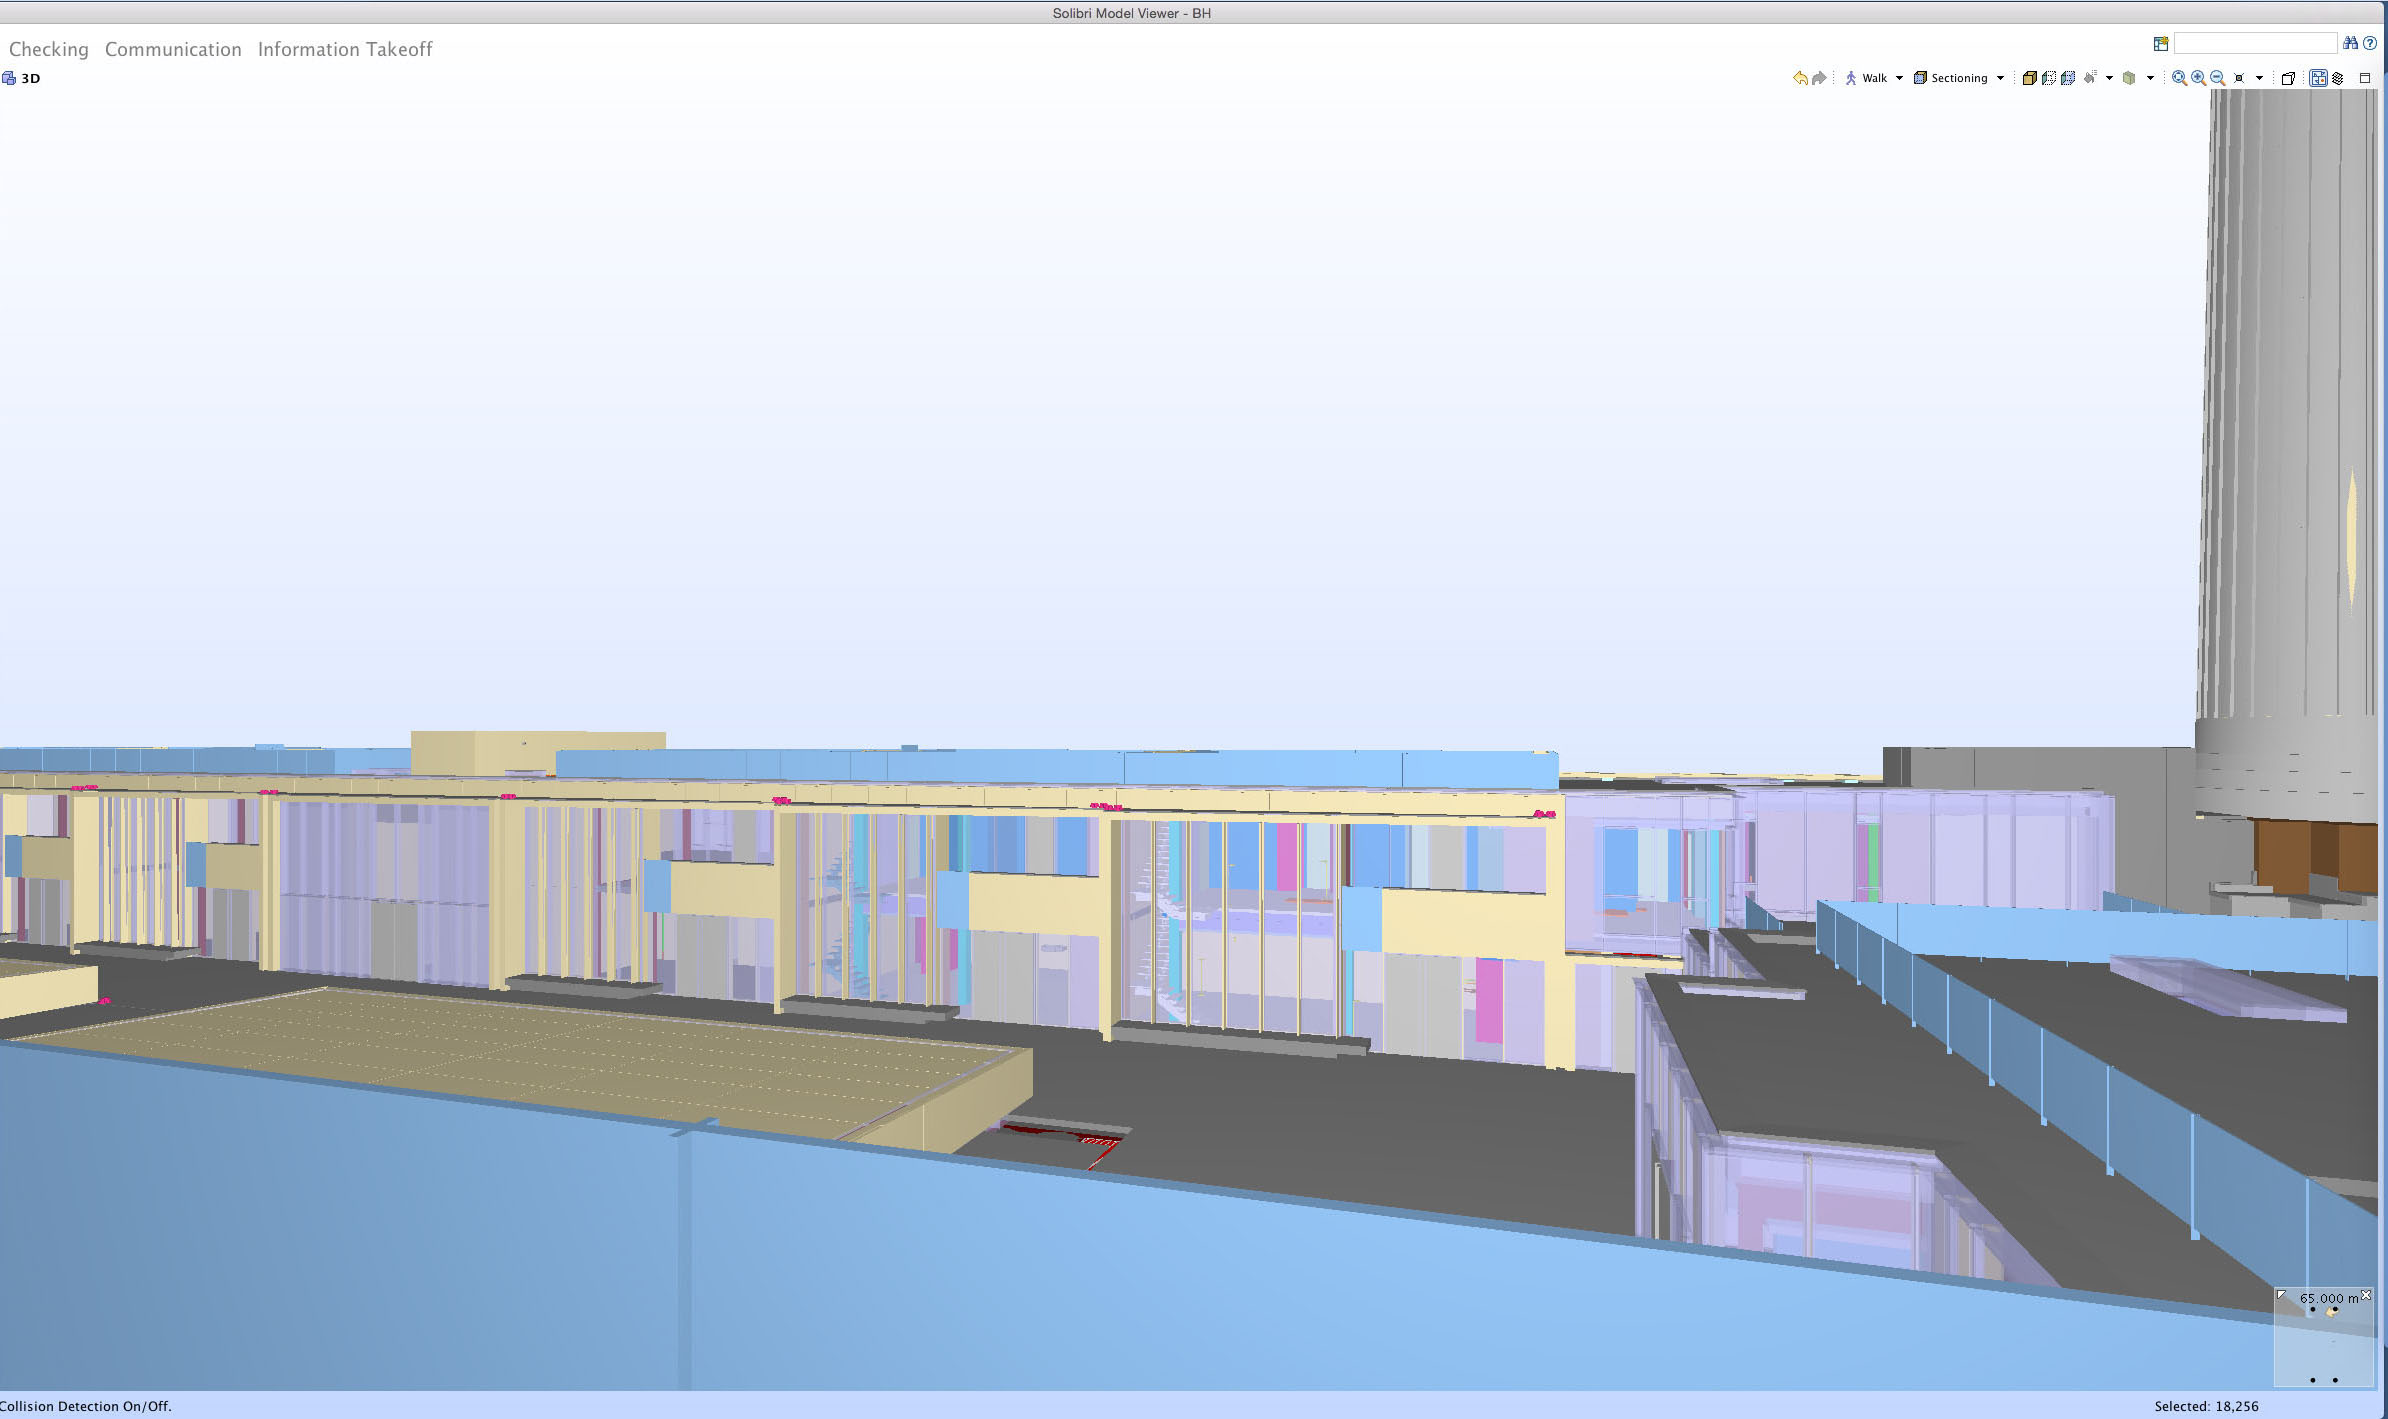 Solibri Model Viewer - BH
Checking Communication Information Takeoff
3D
Walk Sectioning
65.000 m
Collision Detection On/Off.
Selected: 18,256